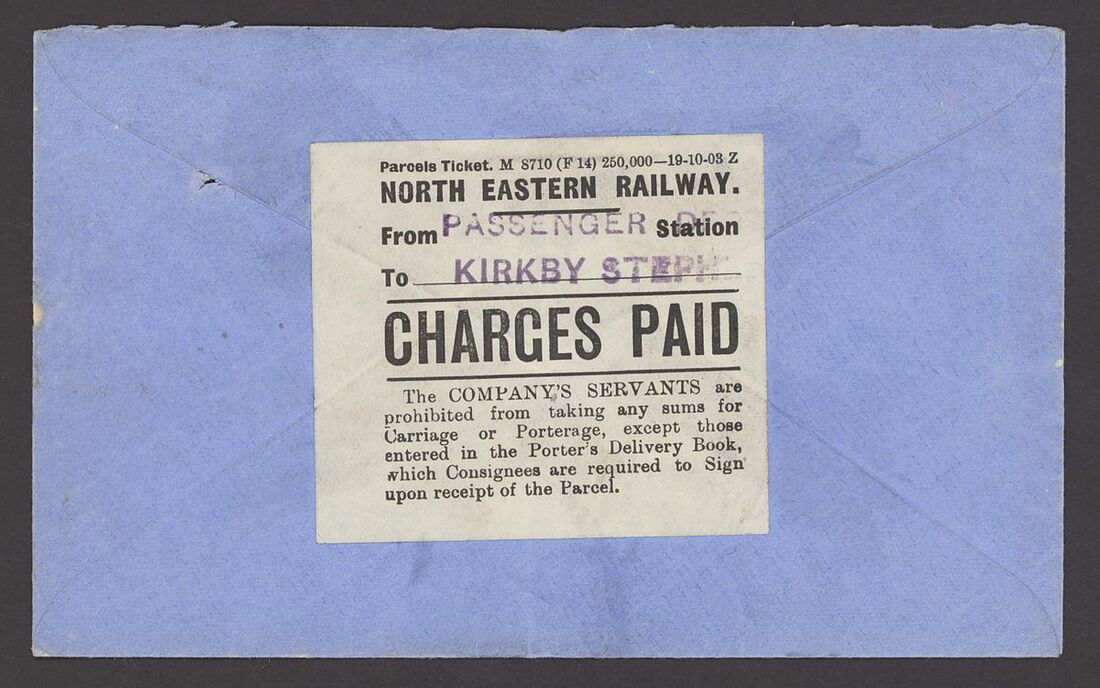 Parcels Ticket. M 8710 (F 14) 250,000—19-10-03 Z
NORTH EASTERN RAILWAY.
From PASSENGER Station
To KIRKBY STEPH
CHARGES PAID
The COMPANY'S SERVANTS are
prohibited from taking any sums for
Carriage or Porterage, except those
entered in the Porter's Delivery Book,
which Consignees are required to Sign
upon receipt of the Parcel.